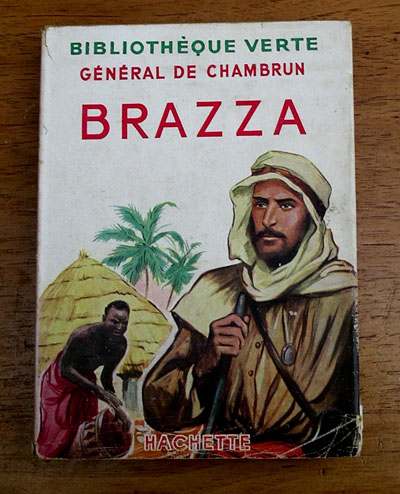 BIBLIOTHÈQUE VERTE
GÉNÉRAL DE CHAMBRUN
BRAZZA
HACHETTE